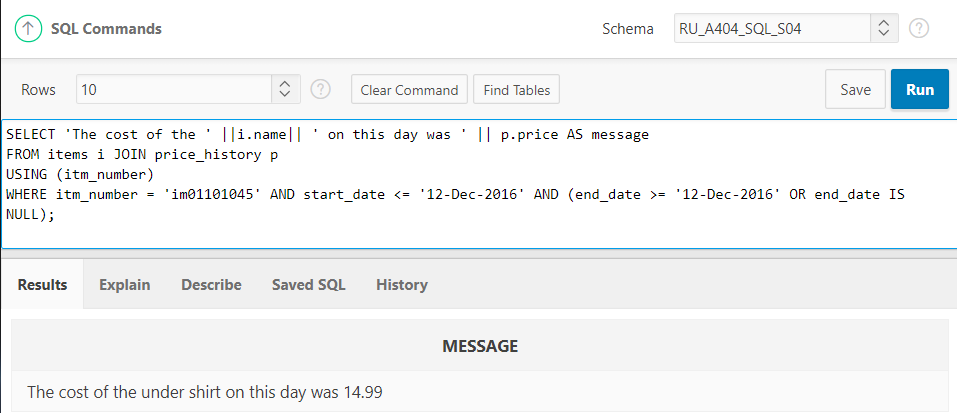 SQL Commands
Schema
RU_A404_SQL_S04
?
Rows
10
?
Clear Command
Find Tables
Save
Run
SELECT 'The cost of the ' ||i.name|| ' on this day was ' || p.price AS message
FROM items i JOIN price_history p
USING (itm_number)
WHERE itm_number = 'im01101045' AND start_date <= '12-Dec-2016' AND (end_date >= '12-Dec-2016' OR end_date IS
NULL);
Results
Explain
Describe
Saved SQL
History
MESSAGE
The cost of the under shirt on this day was 14.99